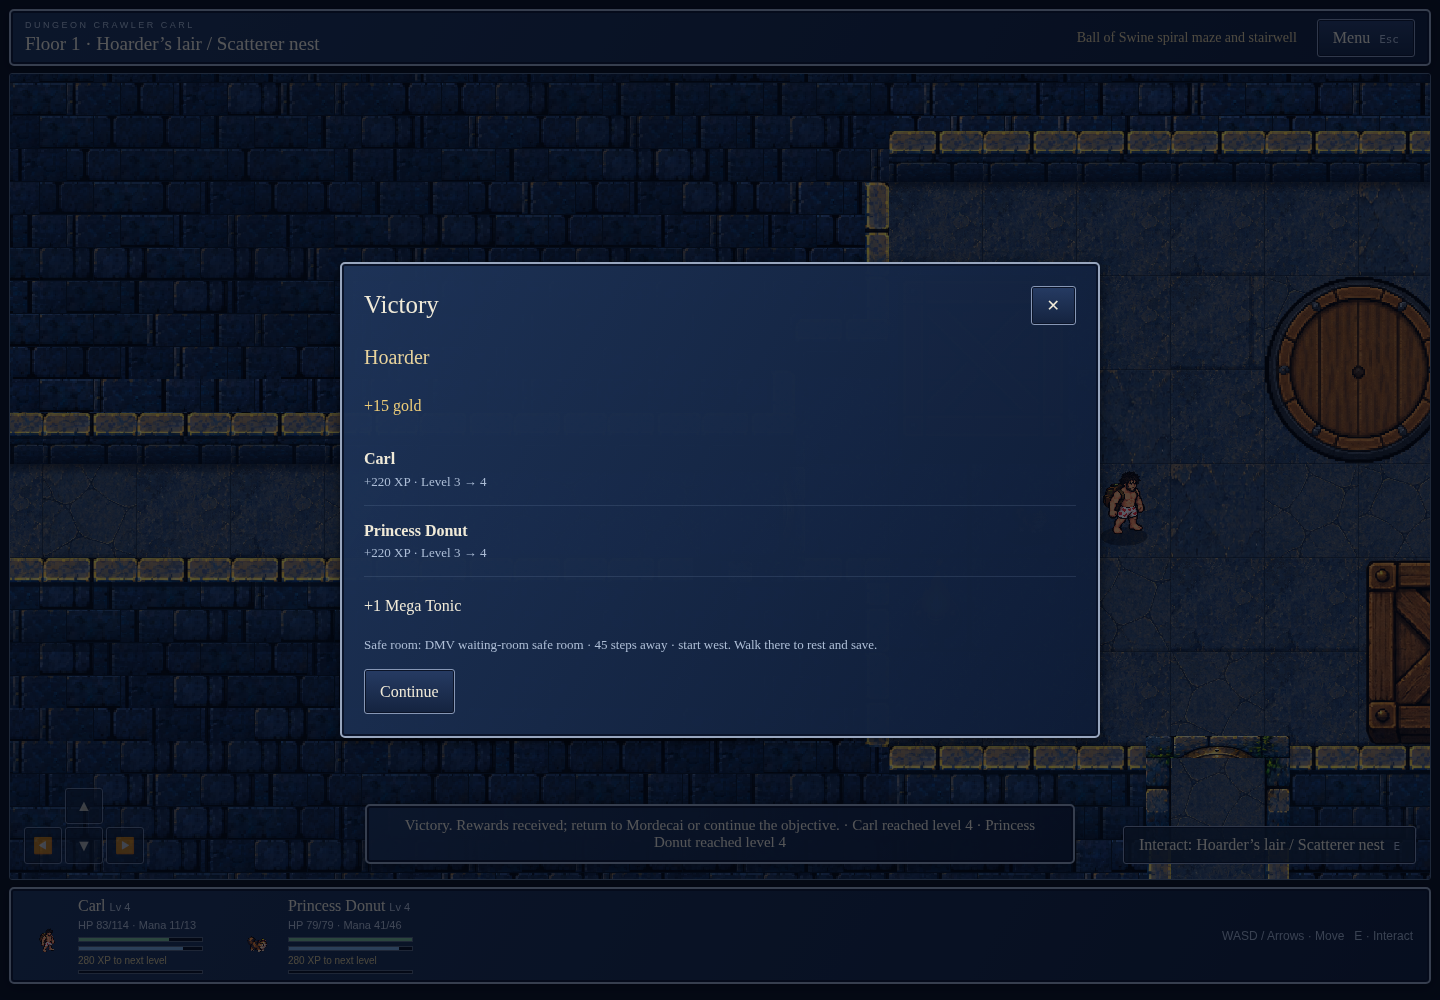 DUNGEON CRAWLER CARL
Floor 1 · Hoarder’s lair / Scatterer nest
Ball of Swine spiral maze and stairwell
Menu Esc
Victory
×
Hoarder
+15 gold
Carl
+220 XP · Level 3 → 4
Princess Donut
+220 XP · Level 3 → 4
+1 Mega Tonic
Safe room: DMV waiting-room safe room · 45 steps away · start west. Walk there to rest and save.
Continue
Victory. Rewards received; return to Mordecai or continue the objective. · Carl reached level 4 · Princess
Donut reached level 4
Interact: Hoarder’s lair / Scatterer nest E
Carl Lv 4
HP 83/114 · Mana 11/13
280 XP to next level
Princess Donut Lv 4
HP 79/79 · Mana 41/46
280 XP to next level
WASD / Arrows · Move E · Interact